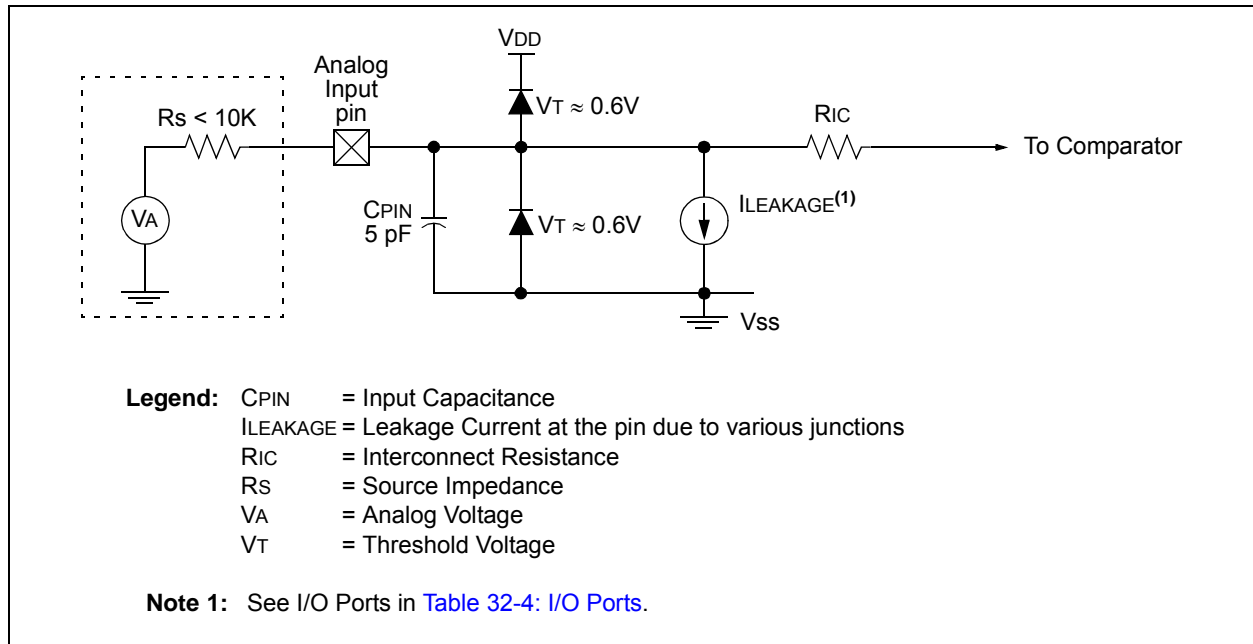 VDD
Analog
Input
pin
Rs < 10K
VT ≈ 0.6V
RIC
To Comparator
VA
CPIN
5 pF
VT ≈ 0.6V
ILEAKAGE(1)
Vss
Legend: CPIN = Input Capacitance
ILEAKAGE = Leakage Current at the pin due to various junctions
RIC = Interconnect Resistance
RS = Source Impedance
VA = Analog Voltage
VT = Threshold Voltage
Note 1: See I/O Ports in Table 32-4: I/O Ports.